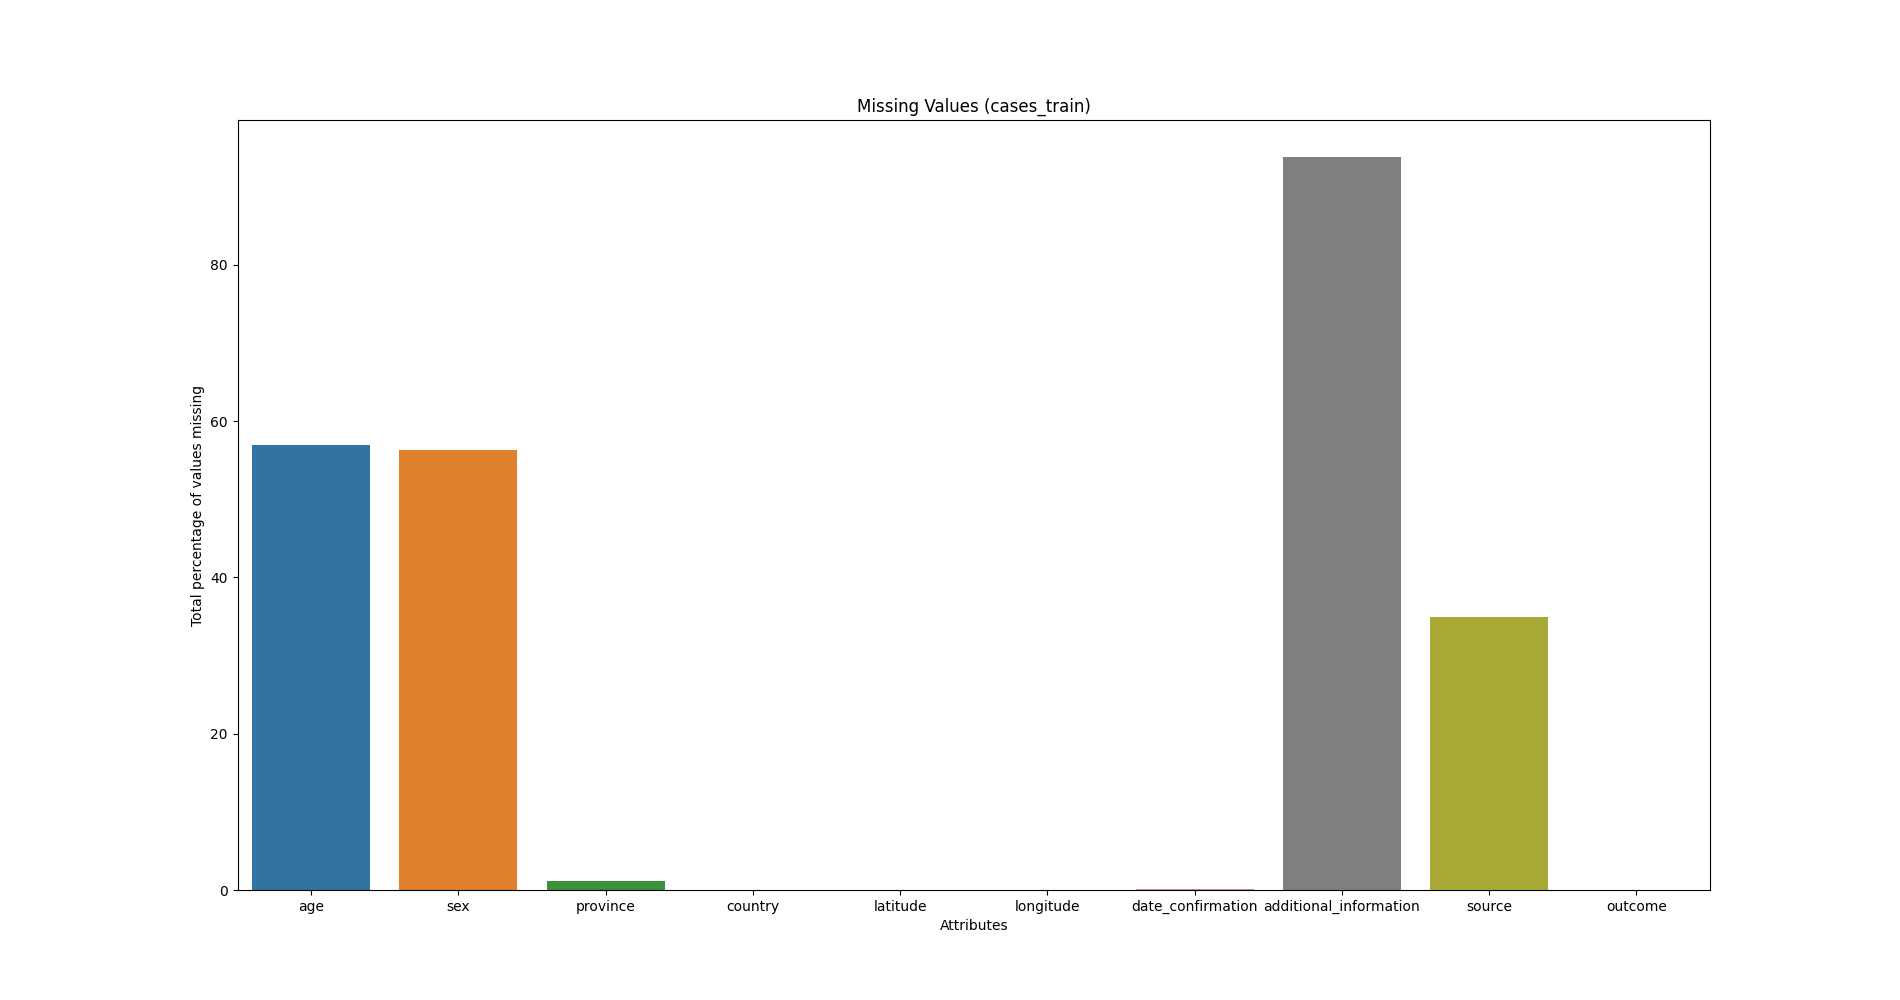 Missing Values (cases_train)
Total percentage of values missing
80
60
40
20
0
age sex province country latitude longitude date_confirmation additional_information source outcome
Attributes